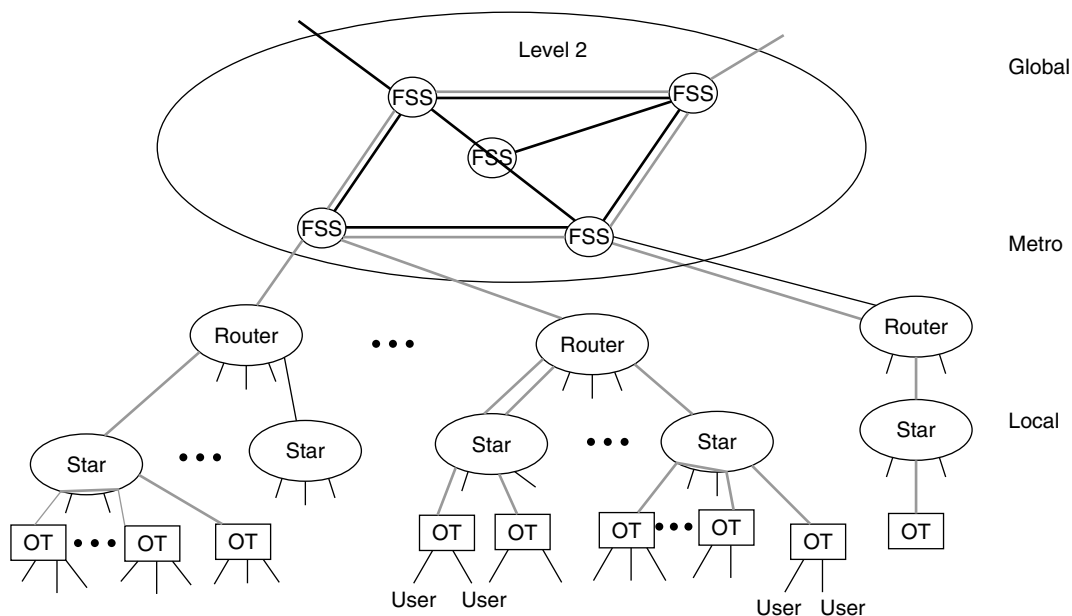 Level 2
Global
FSS
FSS
FSS
FSS
FSS
Metro
Router
Router
Router
Star
Star
Star
Star
Star
Local
OT
OT
OT
OT
OT
OT
OT
OT
OT
User User
User User